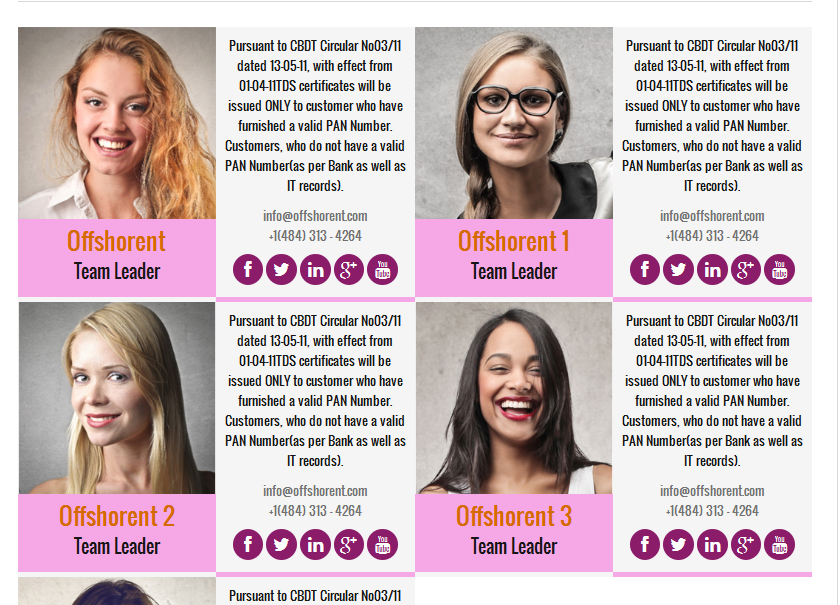 Pursuant to CBDT Circular No03/11
dated 13-05-11, with effect from
01-04-11TDS certificates will be
issued ONLY to customer who have
furnished a valid PAN Number.
Customers, who do not have a valid
PAN Number(as per Bank as well as
IT records).
info@offshorent.com
+1(484) 313 - 4264
f
in
g+
You
Tube
Offshorent
Team Leader
Pursuant to CBDT Circular No03/11
dated 13-05-11, with effect from
01-04-11TDS certificates will be
issued ONLY to customer who have
furnished a valid PAN Number.
Customers, who do not have a valid
PAN Number(as per Bank as well as
IT records).
info@offshorent.com
+1(484) 313 - 4264
f
in
g+
You
Tube
Offshorent 1
Team Leader
Pursuant to CBDT Circular No03/11
dated 13-05-11, with effect from
01-04-11TDS certificates will be
issued ONLY to customer who have
furnished a valid PAN Number.
Customers, who do not have a valid
PAN Number(as per Bank as well as
IT records).
info@offshorent.com
+1(484) 313 - 4264
f
in
g+
You
Tube
Offshorent 2
Team Leader
Pursuant to CBDT Circular No03/11
dated 13-05-11, with effect from
01-04-11TDS certificates will be
issued ONLY to customer who have
furnished a valid PAN Number.
Customers, who do not have a valid
PAN Number(as per Bank as well as
IT records).
info@offshorent.com
+1(484) 313 - 4264
f
in
g+
You
Tube
Offshorent 3
Team Leader
Pursuant to CBDT Circular No03/11